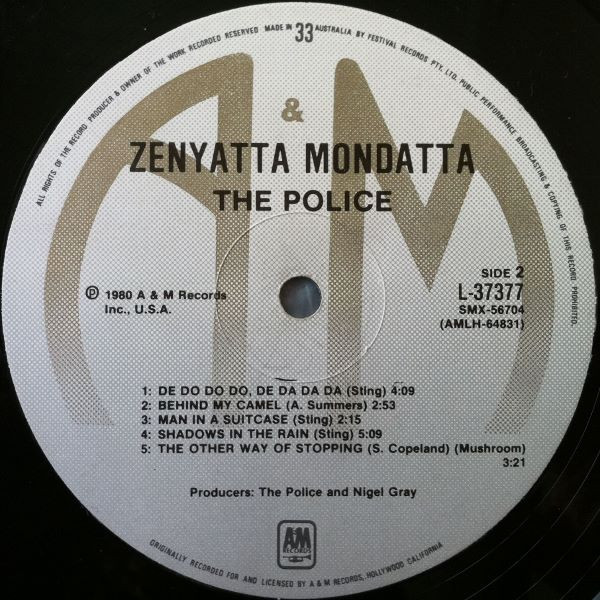 ALL RIGHTS OF THE RECORD PRODUCER & OWNER OF THE WORK RECORDED RESERVED MADE IN 33 AUSTRALIA BY FESTIVAL RECORDS PTY. LTD. PUBLIC PERFORMANCE BROADCASTING & COPYING OF THIS RECORD PROHIBITED.
A & M
ZENYATTA MONDATTA
THE POLICE
SIDE 2
L-37377
SMX-56704
(AMLH-64831)
℗ 1980 A & M Records
Inc., U.S.A.
1: DE DO DO DO, DE DA DA DA (Sting) 4:09
2: BEHIND MY CAMEL (A. Summers) 2:53
3: MAN IN A SUITCASE (Sting) 2:15
4: SHADOWS IN THE RAIN (Sting) 5:09
5: THE OTHER WAY OF STOPPING (S. Copeland) (Mushroom)
3:21
Producers: The Police and Nigel Gray
AM
RECORDS
ORIGINALLY RECORDED FOR AND LICENSED BY A & M RECORDS, HOLLYWOOD CALIFORNIA